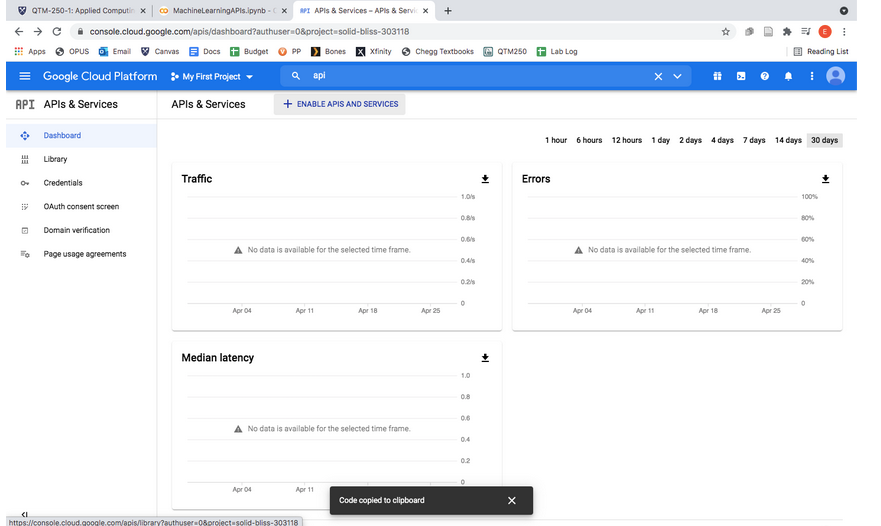 QTM-250-1: Applied Computin
MachineLearningAPIs.ipynb -
API APIs & Services – APIs & Servic
console.cloud.google.com/apis/dashboard?authuser=0&project=solid-bliss-303118
E
Apps OPUS Email Canvas Docs Budget PP Bones Xfinity Chegg Textbooks QTM250 Lab Log Reading List
Google Cloud Platform My First Project api
API APIs & Services
APIs & Services + ENABLE APIS AND SERVICES
Dashboard
Library
Credentials
OAuth consent screen
Domain verification
Page usage agreements
1 hour 6 hours 12 hours 1 day 2 days 4 days 7 days 14 days 30 days
Traffic
1.0/s
0.8/s
0.6/s
No data is available for the selected time frame.
0.4/s
0.2/s
0
Apr 04 Apr 11 Apr 18 Apr 25
Errors
100%
80%
60%
No data is available for the selected time frame.
40%
20%
0
Apr 04 Apr 11 Apr 18 Apr 25
Median latency
1.0
0.8
0.6
No data is available for the selected time frame.
0.4
0.2
0
Apr 04 Apr 11
Code copied to clipboard
https://console.cloud.google.com/apis/library?authuser=0&project=solid-bliss-303118